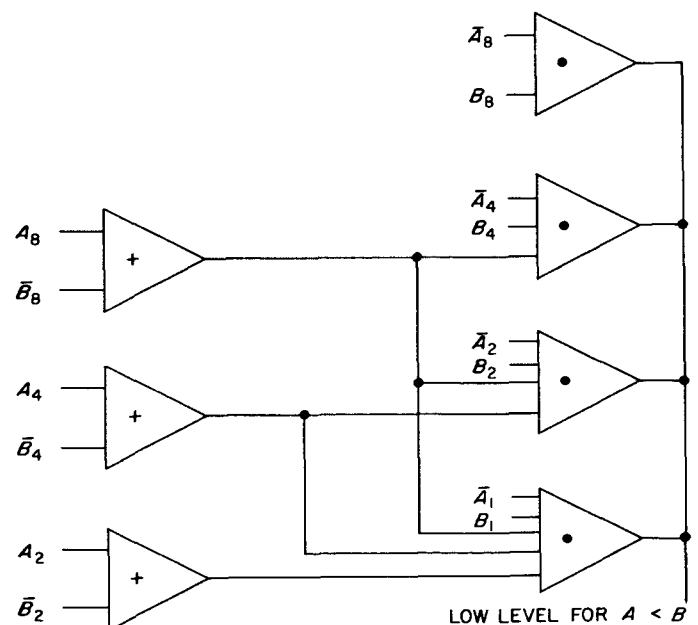 Ā₈
B₈
Ā₄
B₄
A₈
+
B̄₈
Ā₂
B₂
A₄
+
B̄₄
Ā₁
B₁
A₂
+
B̄₂
LOW LEVEL FOR A < B